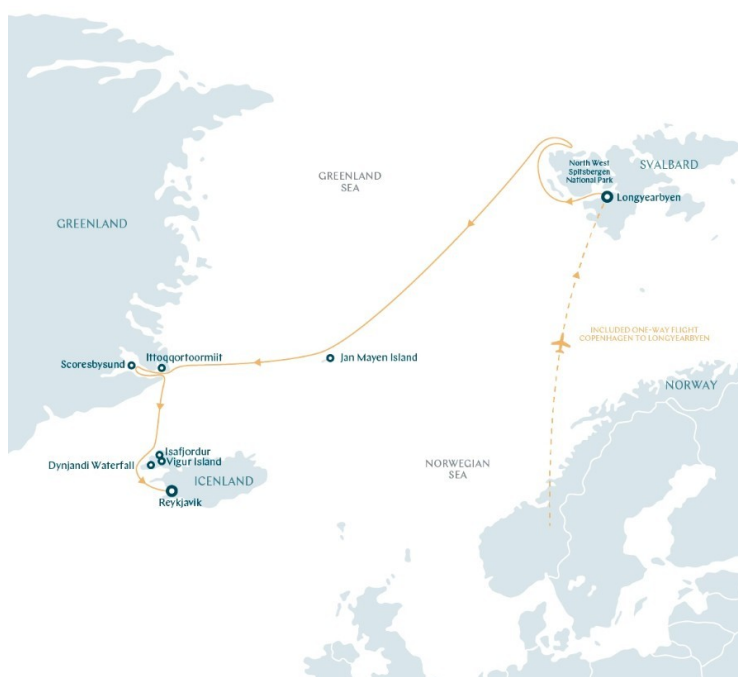 North West
Spitsbergen
National Park
SVALBARD
Longyearbyen
GREENLAND
SEA
GREENLAND
INCLUDED ONE-WAY FLIGHT
COPENHAGEN TO LONGYEARBYEN
Ittoqqortoormiit
Scoresbysund
Jan Mayen Island
NORWAY
Isafjordur
Vigur Island
Dynjandi Waterfall
NORWEGIAN
SEA
ICENLAND
Reykjavik